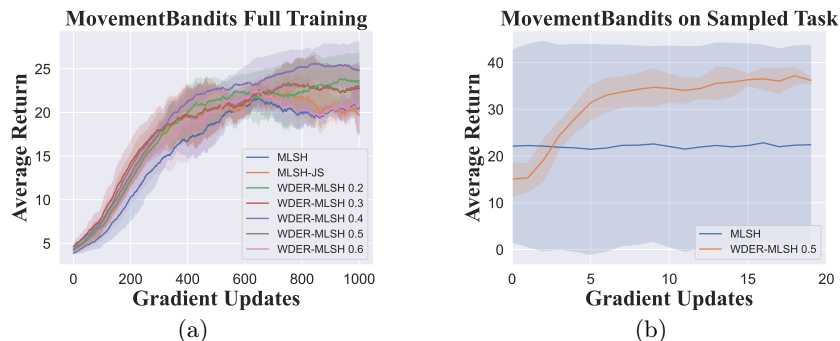 MovementBandits Full Training
Average Return
25
20
15
10
5
MLSH
MLSH-JS
WDER-MLSH 0.2
WDER-MLSH 0.3
WDER-MLSH 0.4
WDER-MLSH 0.5
WDER-MLSH 0.6
0 200 400 600 800 1000
Gradient Updates
(a)
MovementBandits on Sampled Task
Average Return
40
30
20
10
0
MLSH
WDER-MLSH 0.5
0 5 10 15 20
Gradient Updates
(b)